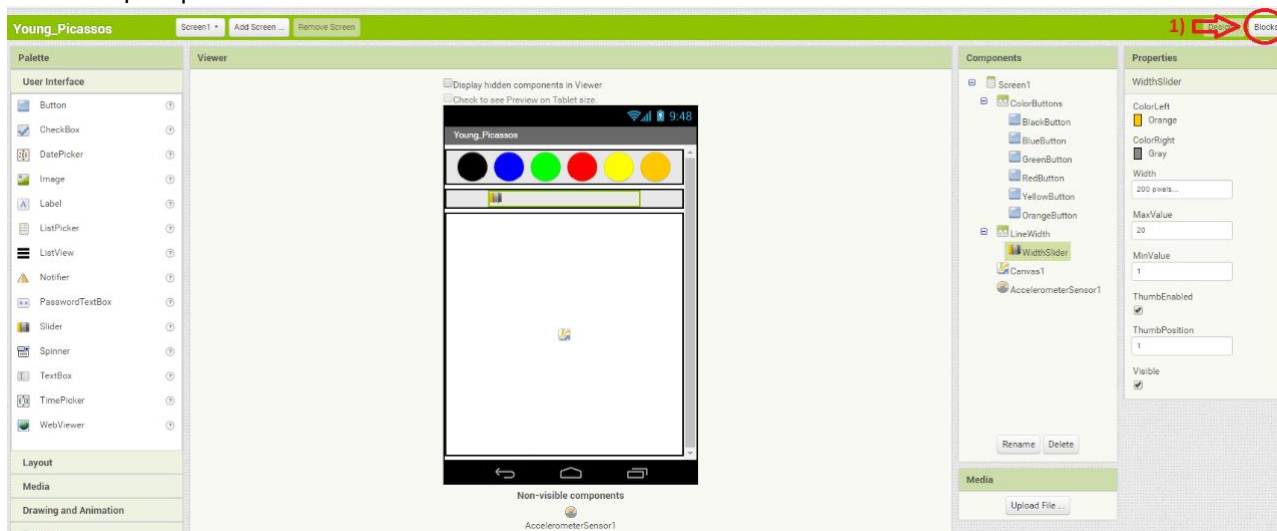 Young_Picassos
Screen1
Add Screen ...
Remove Screen
1)
Blocks
Palette
User Interface
Button
CheckBox
DatePicker
Image
Label
ListPicker
ListView
Notifier
PasswordTextBox
Slider
Spinner
TextBox
TimePicker
WebViewer
Layout
Media
Drawing and Animation
Viewer
Display hidden components in Viewer
Check to see Preview on Tablet size.
9:48
Young_Picassos
Non-visible components
AccelerometerSensor1
Components
Screen1
ColorButtons
BlackButton
BlueButton
GreenButton
RedButton
YellowButton
OrangeButton
LineWidth
WidthSlider
Canvas1
AccelerometerSensor1
Rename Delete
Media
Upload File ...
Properties
WidthSlider
ColorLeft
Orange
ColorRight
Gray
Width
200 pixels...
MaxValue
20
MinValue
1
ThumbEnabled
ThumbPosition
1
Visible